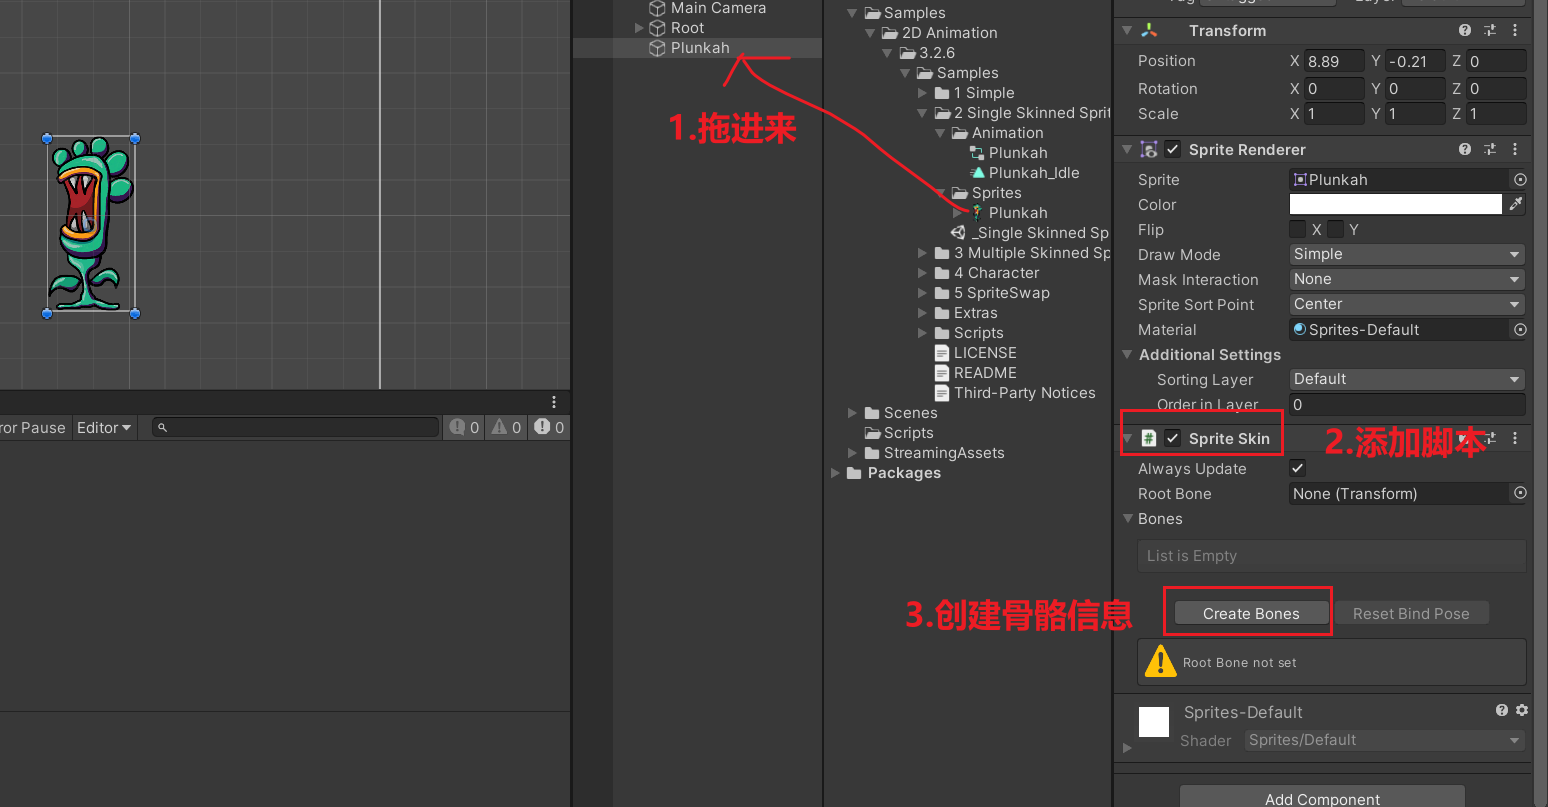 Main Camera
Root
Plunkah
1.拖进来
ror Pause
Editor
0
0
0
Samples
2D Animation
3.2.6
Samples
1 Simple
2 Single Skinned Sprit
Animation
Plunkah
Plunkah_Idle
Sprites
Plunkah
_Single Skinned Sp
3 Multiple Skinned Sp
4 Character
5 SpriteSwap
Extras
Scripts
LICENSE
README
Third-Party Notices
Scenes
Scripts
StreamingAssets
Packages
Transform
Position X 8.89 Y -0.21 Z 0
Rotation X 0 Y 0 Z 0
Scale X 1 Y 1 Z 1
Sprite Renderer
Sprite Plunkah
Color
Flip X Y
Draw Mode Simple
Mask Interaction None
Sprite Sort Point Center
Material Sprites-Default
Additional Settings
Sorting Layer Default
Order in Layer 0
# Sprite Skin
2.添加脚本
Always Update
Root Bone None (Transform)
Bones
List is Empty
3.创建骨骼信息
Create Bones Reset Bind Pose
Root Bone not set
Sprites-Default
Shader Sprites/Default
Add Component